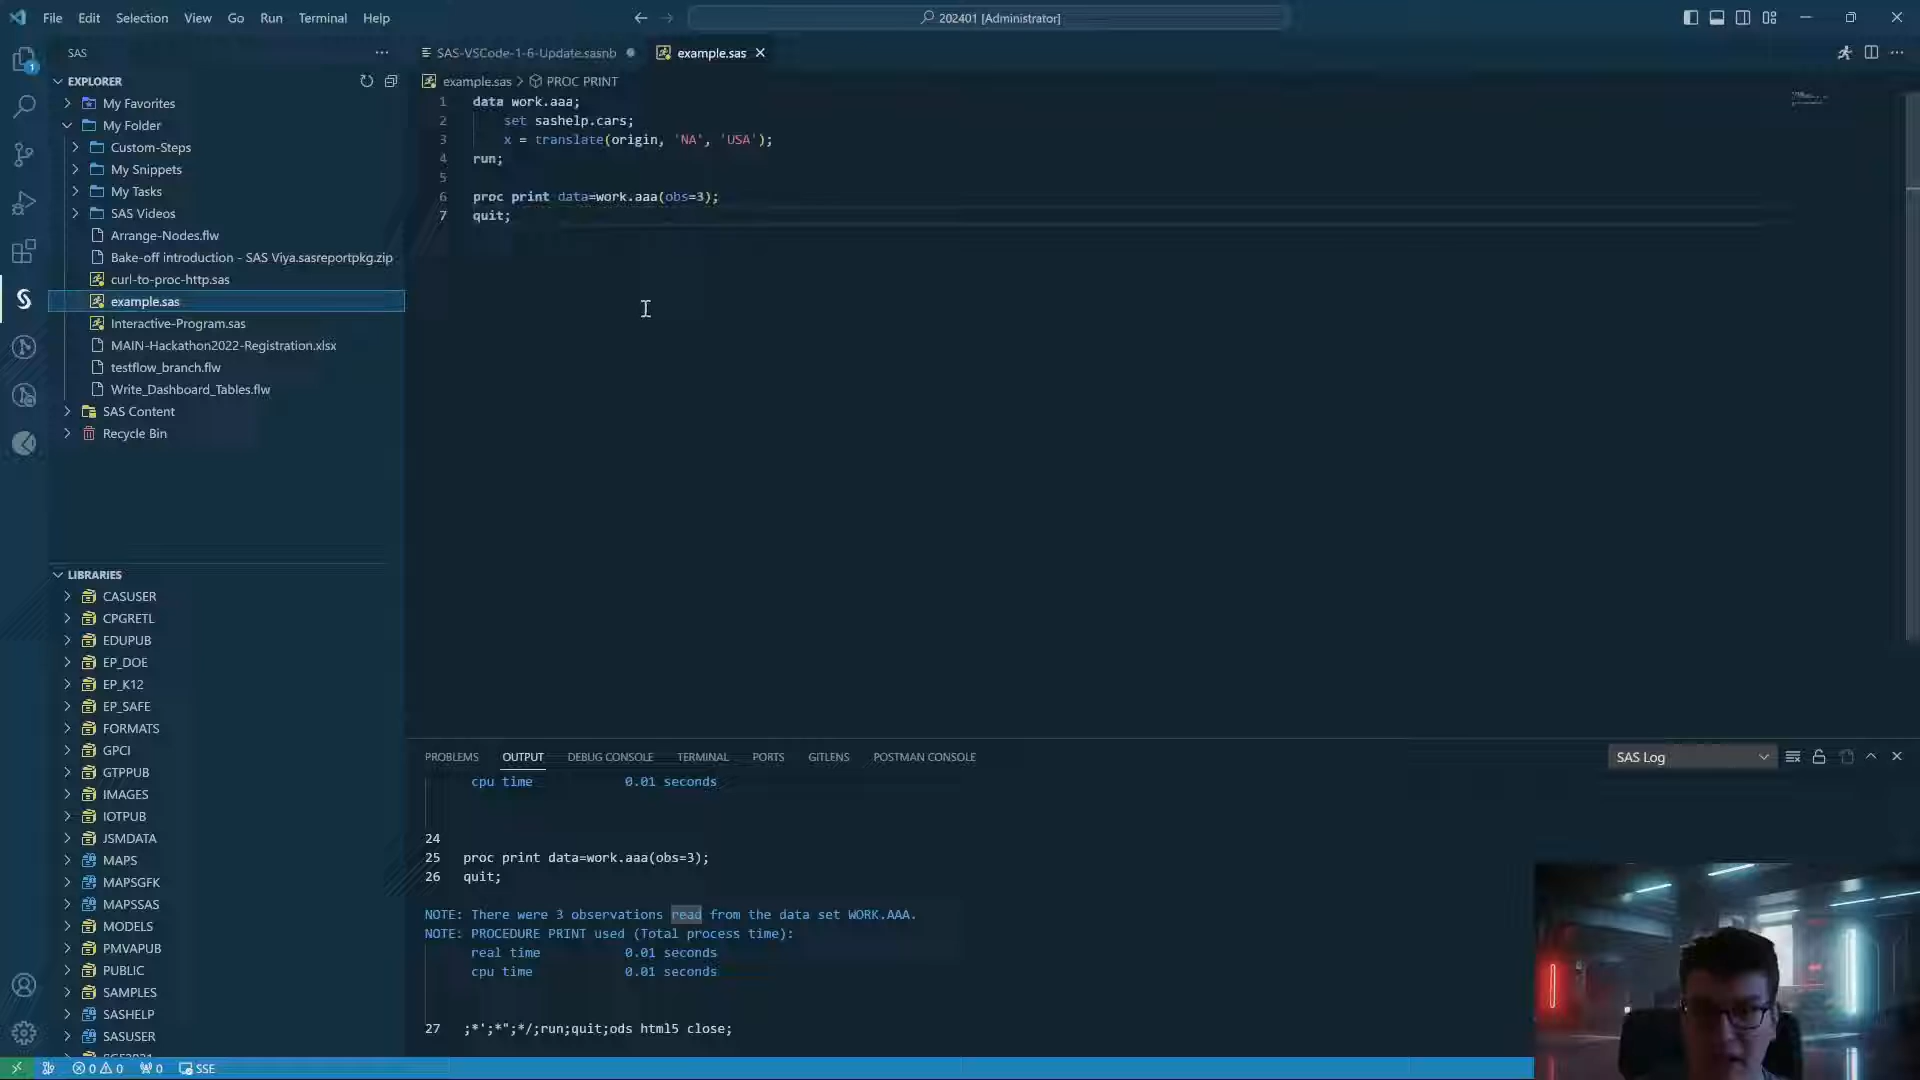 File Edit Selection View Go Run Terminal Help
202401 [Administrator]
SAS
SAS-VSCode-1-6-Update.sasnb
example.sas
1
EXPLORER
My Favorites
My Folder
Custom-Steps
My Snippets
My Tasks
SAS Videos
Arrange-Nodes.flw
Bake-off introduction - SAS Viya.sasreportpkg.zip
curl-to-proc-http.sas
example.sas
Interactive-Program.sas
MAIN-Hackathon2022-Registration.xlsx
testflow_branch.flw
Write_Dashboard_Tables.flw
SAS Content
Recycle Bin
LIBRARIES
CASUSER
CPGRETL
EDUPUB
EP_DOE
EP_K12
EP_SAFE
FORMATS
GPCI
GTPPUB
IMAGES
IOTPUB
JSMDATA
MAPS
MAPSGFK
MAPSSAS
MODELS
PMVAPUB
PUBLIC
SAMPLES
SASHELP
SASUSER
example.sas > PROC PRINT
1 data work.aaa;
2 set sashelp.cars;
3 x = translate(origin, 'NA', 'USA');
4 run;
5
6 proc print data=work.aaa(obs=3);
7 quit;
PROBLEMS OUTPUT DEBUG CONSOLE TERMINAL PORTS GITLENS POSTMAN CONSOLE
SAS Log
cpu time 0.01 seconds
24
25 proc print data=work.aaa(obs=3);
26 quit;
NOTE: There were 3 observations read from the data set WORK.AAA.
NOTE: PROCEDURE PRINT used (Total process time):
real time 0.01 seconds
cpu time 0.01 seconds
27 ;*';*";*/;run;quit;ods html5 close;
0 0 0 SSE